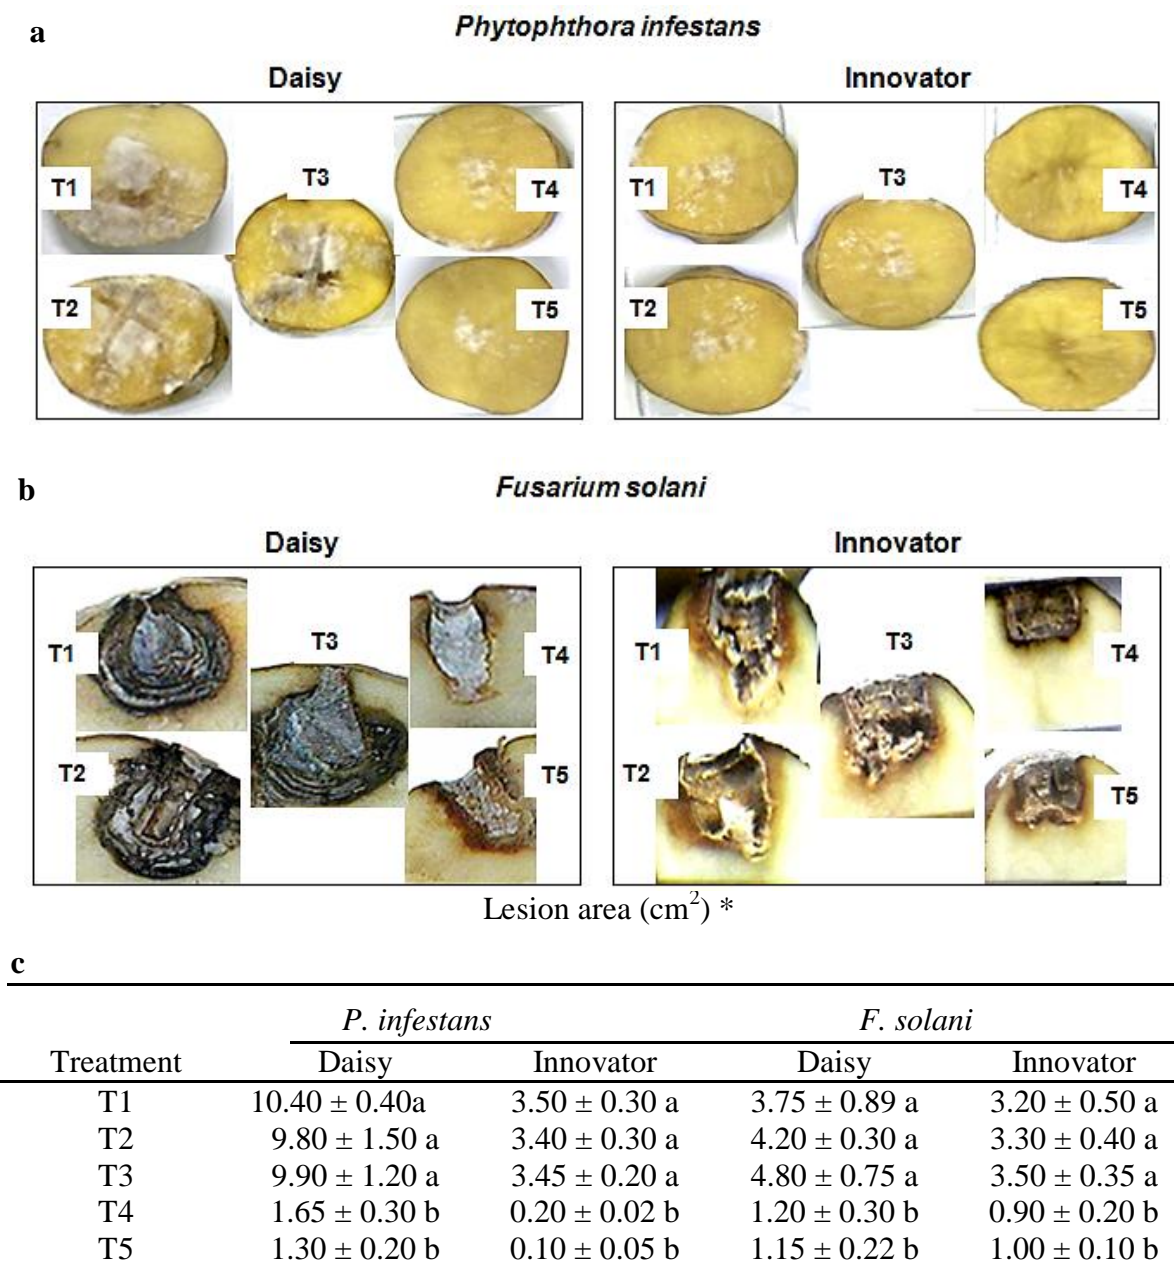 a
Phytophthora infestans
Daisy
Innovator
T1
T3
T4
T2
T5
T1
T3
T4
T2
T5
b
Fusarium solani
Daisy
Innovator
T1
T3
T4
T2
T5
T1
T3
T4
T2
T5
Lesion area (cm²) *
c
P. infestans F. solani
Treatment Daisy Innovator Daisy Innovator
T1 10.40 ± 0.40a 3.50 ± 0.30 a 3.75 ± 0.89 a 3.20 ± 0.50 a
T2 9.80 ± 1.50 a 3.40 ± 0.30 a 4.20 ± 0.30 a 3.30 ± 0.40 a
T3 9.90 ± 1.20 a 3.45 ± 0.20 a 4.80 ± 0.75 a 3.50 ± 0.35 a
T4 1.65 ± 0.30 b 0.20 ± 0.02 b 1.20 ± 0.30 b 0.90 ± 0.20 b
T5 1.30 ± 0.20 b 0.10 ± 0.05 b 1.15 ± 0.22 b 1.00 ± 0.10 b